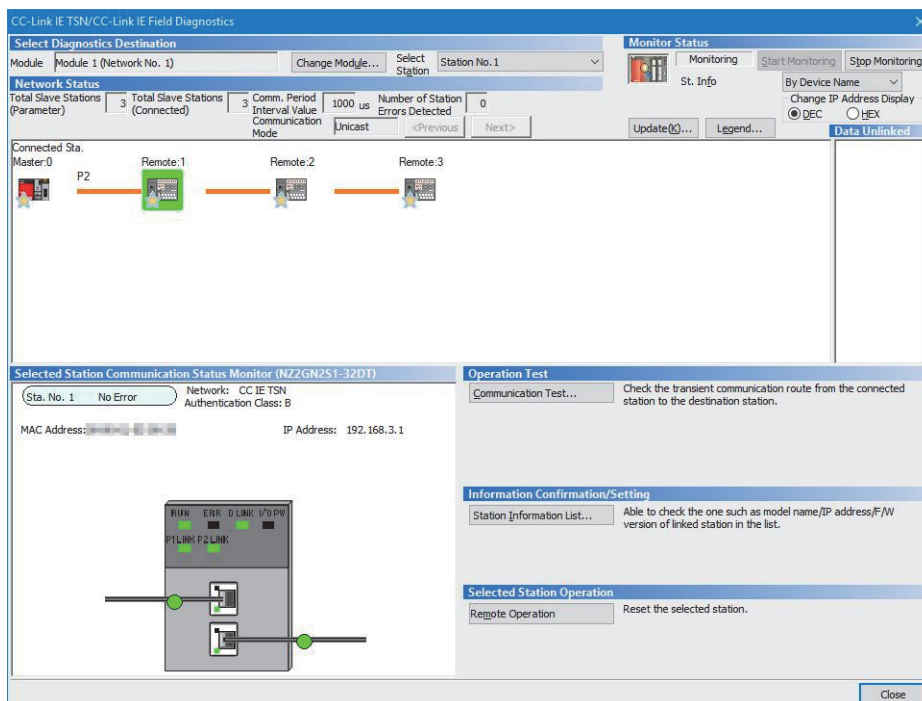 CC-Link IE TSN/CC-Link IE Field Diagnostics
Select Diagnostics Destination
Module Module 1 (Network No. 1) Change Module... Select Station Station No.1
Monitor Status
Monitoring Start Monitoring Stop Monitoring
St. Info By Device Name
Change IP Address Display
DEC HEX
Update(K)... Legend...
Network Status
Total Slave Stations (Parameter) 3 Total Slave Stations (Connected) 3 Comm. Period Interval Value 1000 us Number of Station Errors Detected 0
Communication Mode Unicast <Previous Next>
Data Unlinked
Connected Sta.
Master:0 Remote:1 Remote:2 Remote:3
P2
Selected Station Communication Status Monitor (NZ2GN2S1-32DT)
Sta. No. 1 No Error
Network: CC IE TSN
Authentication Class: B
MAC Address: IP Address: 192.168.3.1
RUN ERR D LINK I/O PW
P1LINK P2LINK
Operation Test
Communication Test... Check the transient communication route from the connected
station to the destination station.
Information Confirmation/Setting
Station Information List... Able to check the one such as model name/IP address/F/W
version of linked station in the list.
Selected Station Operation
Remote Operation Reset the selected station.
Close